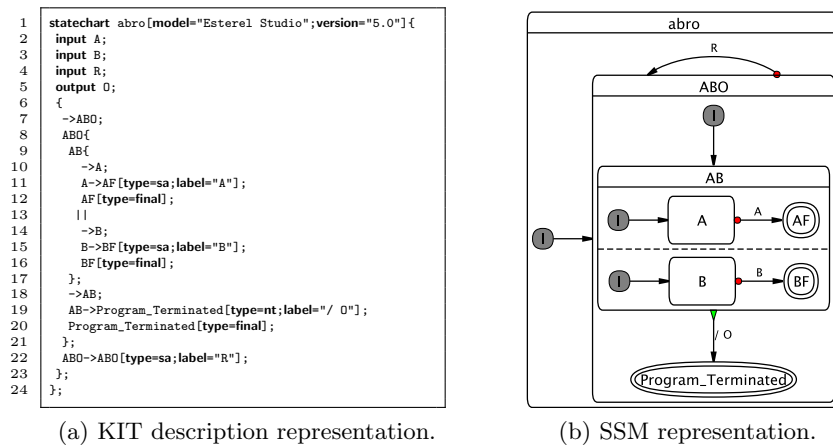 1 statechart abro[model="Esterel Studio";version="5.0"]{
2 input A;
3 input B;
4 input R;
5 output O;
6 {
7 ->ABO;
8 ABO{
9 AB{
10 ->A;
11 A->AF[type=sa;label="A"];
12 AF[type=final];
13 ||
14 ->B;
15 B->BF[type=sa;label="B"];
16 BF[type=final];
17 };
18 ->AB;
19 AB->Program_Terminated[type=nt;label="/ O"];
20 Program_Terminated[type=final];
21 };
22 ABO->ABO[type=sa;label="R"];
23 };
24 };
(a) KIT description representation.
abro
R
ABO
I
AB
I A A AF
I
I B B BF
/ O
Program_Terminated
(b) SSM representation.